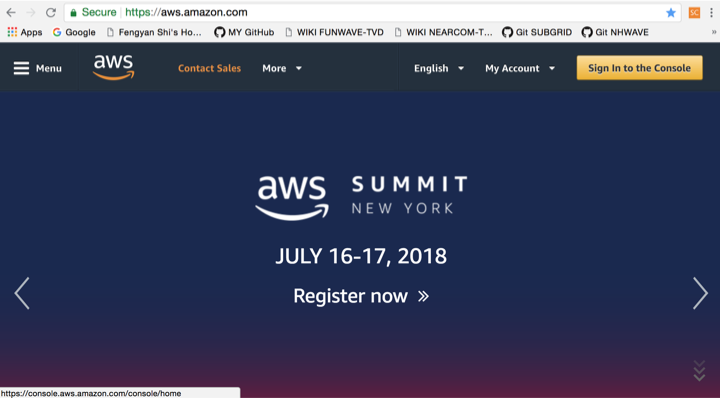 Secure https://aws.amazon.com SC
Apps Google Fengyan Shi's Ho... MY GitHub WIKI FUNWAVE-TVD WIKI NEARCOM-T... Git SUBGRID Git NHWAVE »
Menu aws Contact Sales More English My Account Sign In to the Console
aws SUMMIT
NEW YORK
JULY 16-17, 2018
Register now »
https://console.aws.amazon.com/console/home